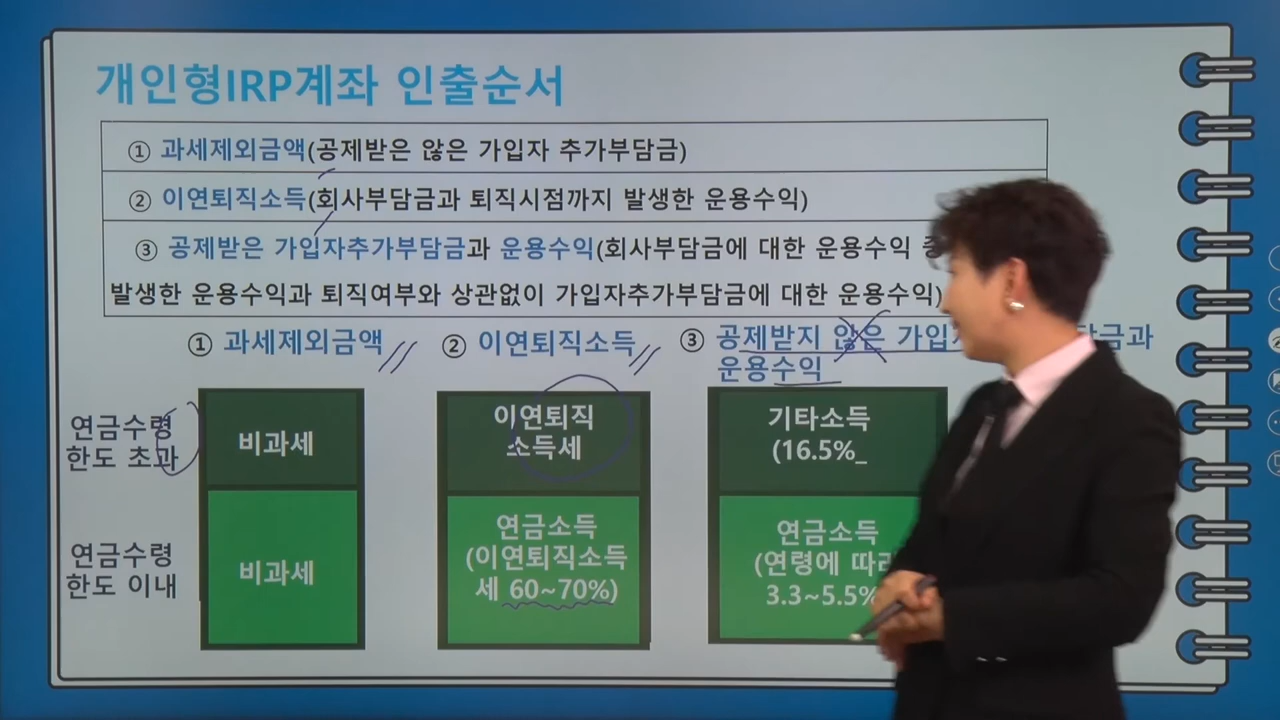 개인형IRP계좌 인출순서
① 과세제외금액(공제받은 않은 가입자 추가부담금)
② 이연퇴직소득(회사부담금과 퇴직시점까지 발생한 운용수익)
③ 공제받은 가입자추가부담금과 운용수익(회사부담금에 대한 운용수익
발생한 운용수익과 퇴직여부와 상관없이 가입자추가부담금에 대한 운용수익)
① 과세제외금액
② 이연퇴직소득
③ 공제받지 않은
운용수익
연금수령
한도 초과
비과세
이연퇴직
소득세
기타소득
(16.5%_
연금수령
한도 이내
비과세
연금소득
(이연퇴직소득
세 60~70%)
연금소득
(연령에
3.3~5.5%